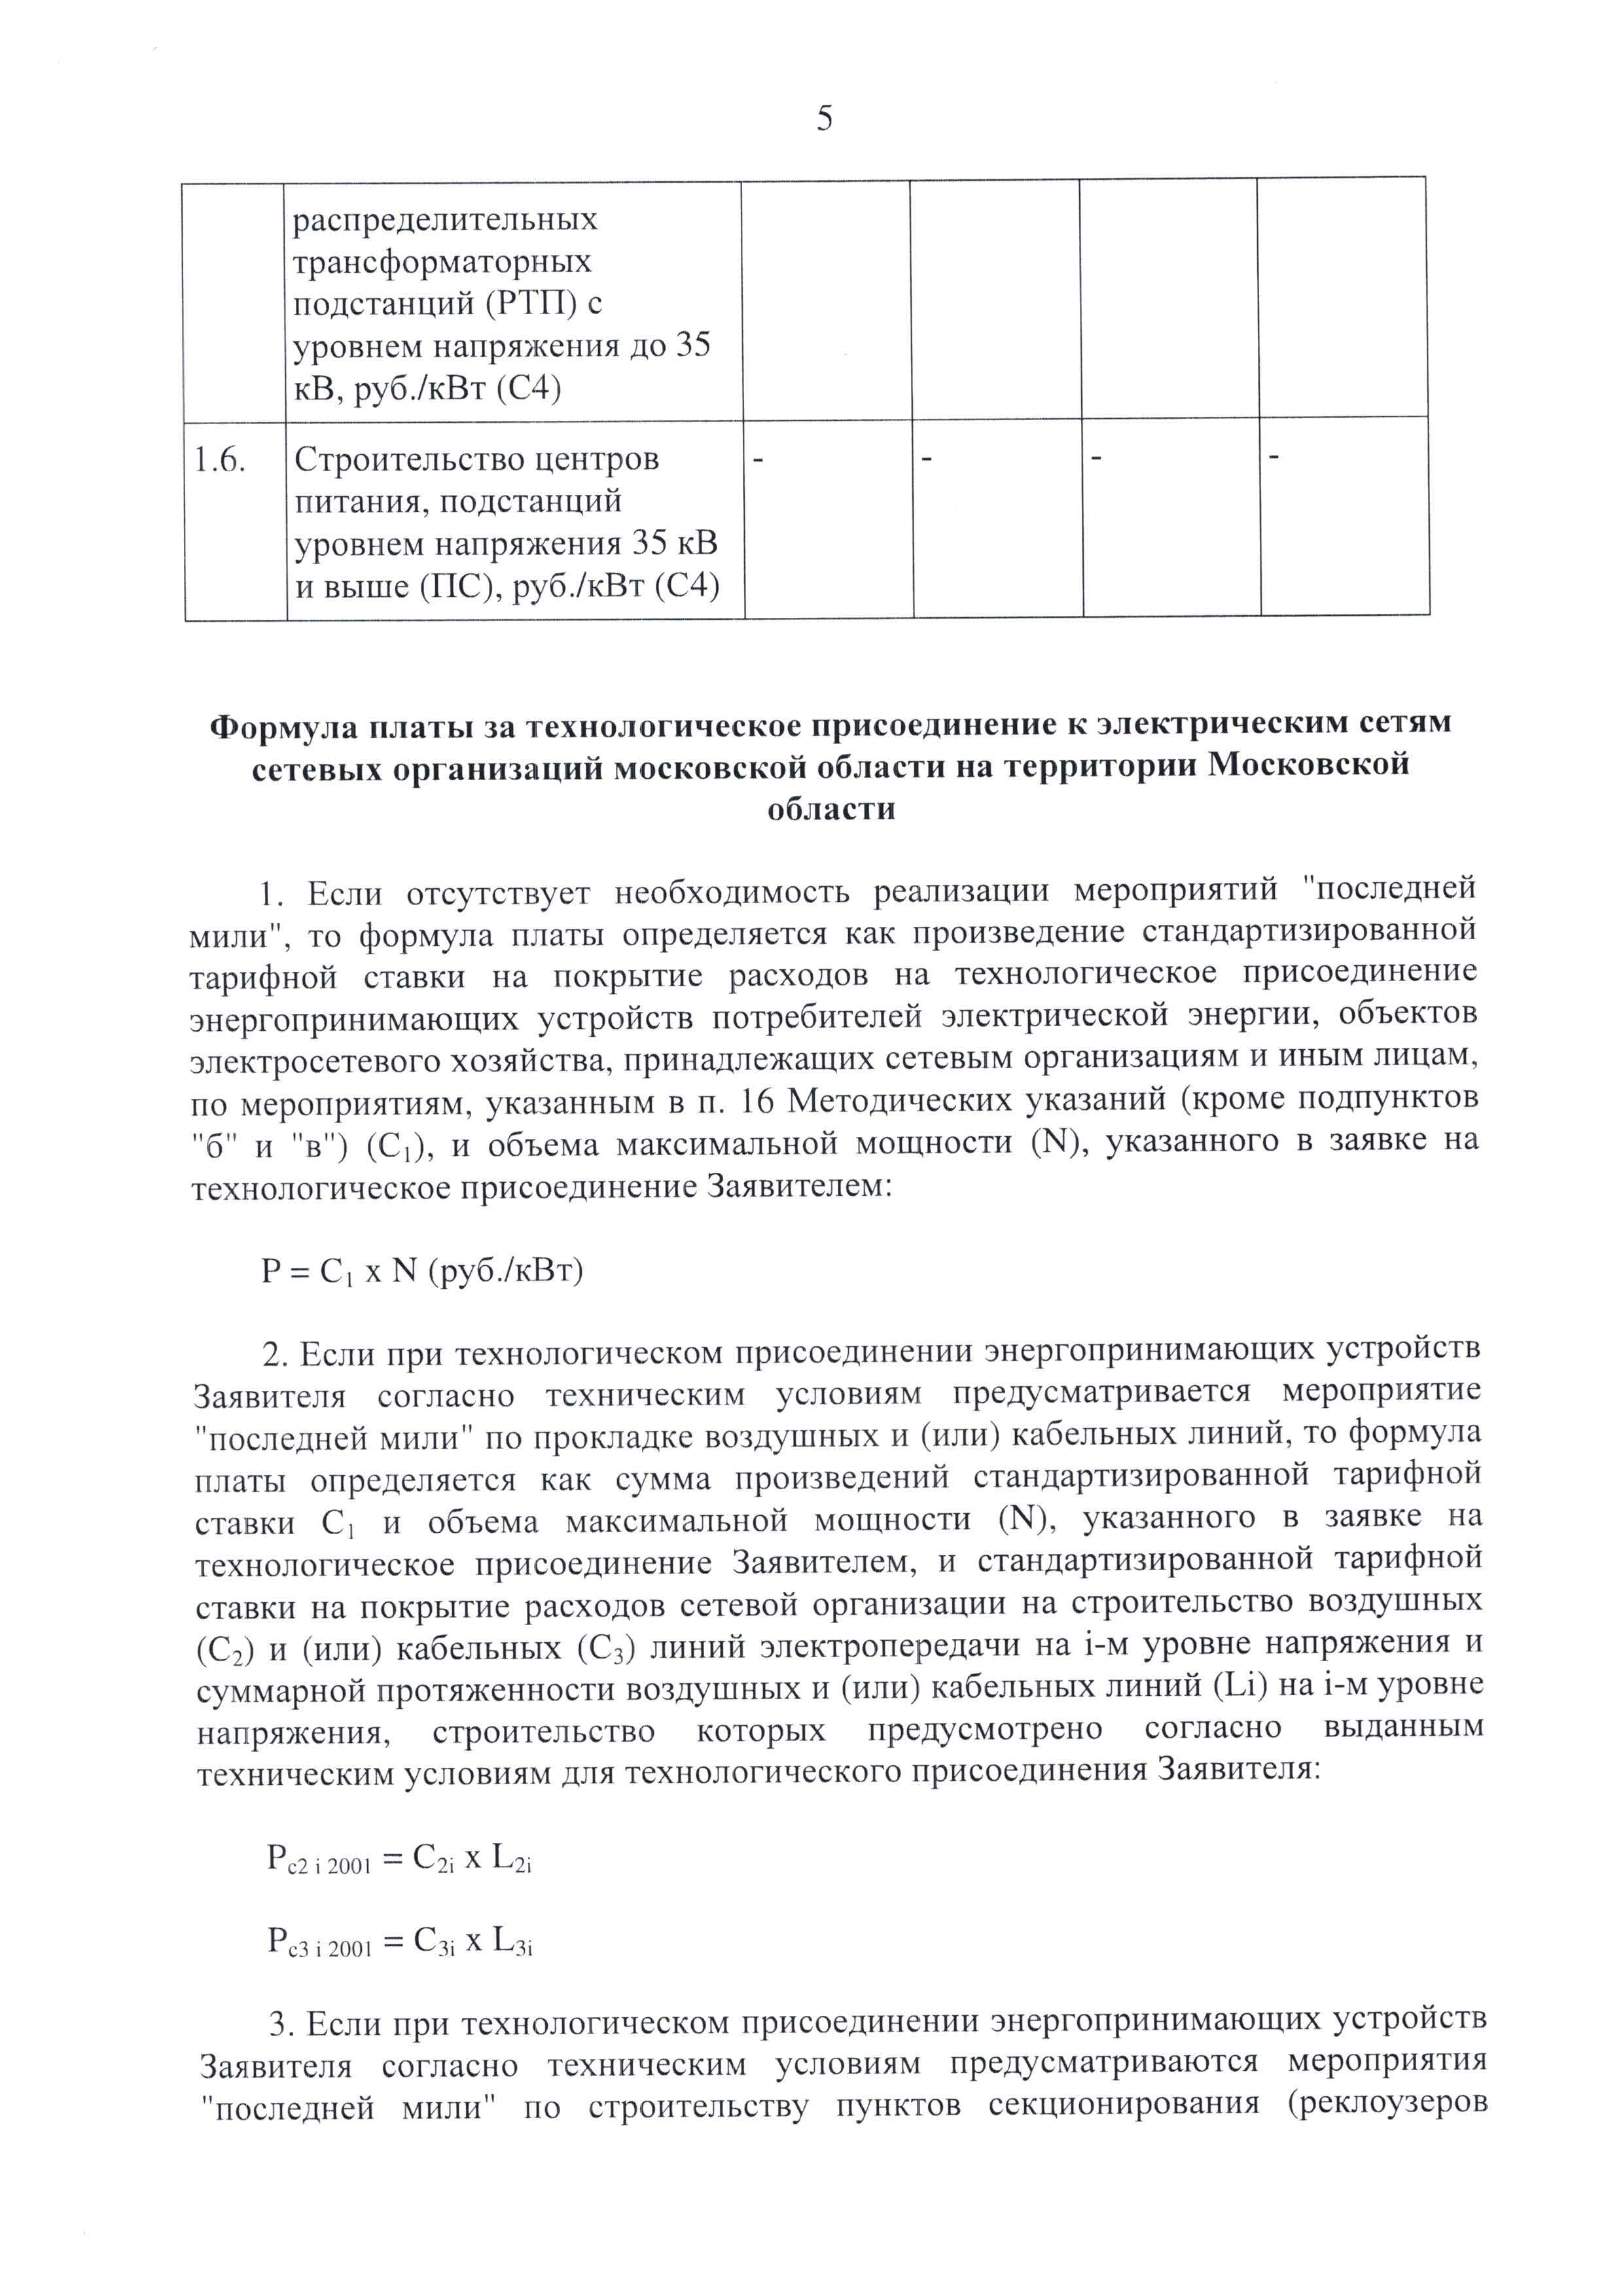 5
распределительных
трансформаторных
подстанций (РТП) с
уровнем напряжения до 35
кВ, руб./кВт (С4)
1.6. Строительство центров - - - -
питания, подстанций
уровнем напряжения 35 кВ
и выше (ПС), руб./кВт (С4)
Формула платы за технологическое присоединение к электрическим сетям
сетевых организаций московской области на территории Московской
области
1. Если отсутствует необходимость реализации мероприятий "последней
мили", то формула платы определяется как произведение стандартизированной
тарифной ставки на покрытие расходов на технологическое присоединение
энергопринимающих устройств потребителей электрической энергии, объектов
электросетевого хозяйства, принадлежащих сетевым организациям и иным лицам,
по мероприятиям, указанным в п. 16 Методических указаний (кроме подпунктов
"б" и "в") (С₁), и объема максимальной мощности (N), указанного в заявке на
технологическое присоединение Заявителем:
P = C₁ x N (руб./кВт)
2. Если при технологическом присоединении энергопринимающих устройств
Заявителя согласно техническим условиям предусматривается мероприятие
"последней мили" по прокладке воздушных и (или) кабельных линий, то формула
платы определяется как сумма произведений стандартизированной тарифной
ставки С₁ и объема максимальной мощности (N), указанного в заявке на
технологическое присоединение Заявителем, и стандартизированной тарифной
ставки на покрытие расходов сетевой организации на строительство воздушных
(С₂) и (или) кабельных (С₃) линий электропередачи на i-м уровне напряжения и
суммарной протяженности воздушных и (или) кабельных линий (Li) на i-м уровне
напряжения, строительство которых предусмотрено согласно выданным
техническим условиям для технологического присоединения Заявителя:
Pc2 i 2001 = C2i x L2i
Pc3 i 2001 = C3i x L3i
3. Если при технологическом присоединении энергопринимающих устройств
Заявителя согласно техническим условиям предусматриваются мероприятия
"последней мили" по строительству пунктов секционирования (реклоузеров